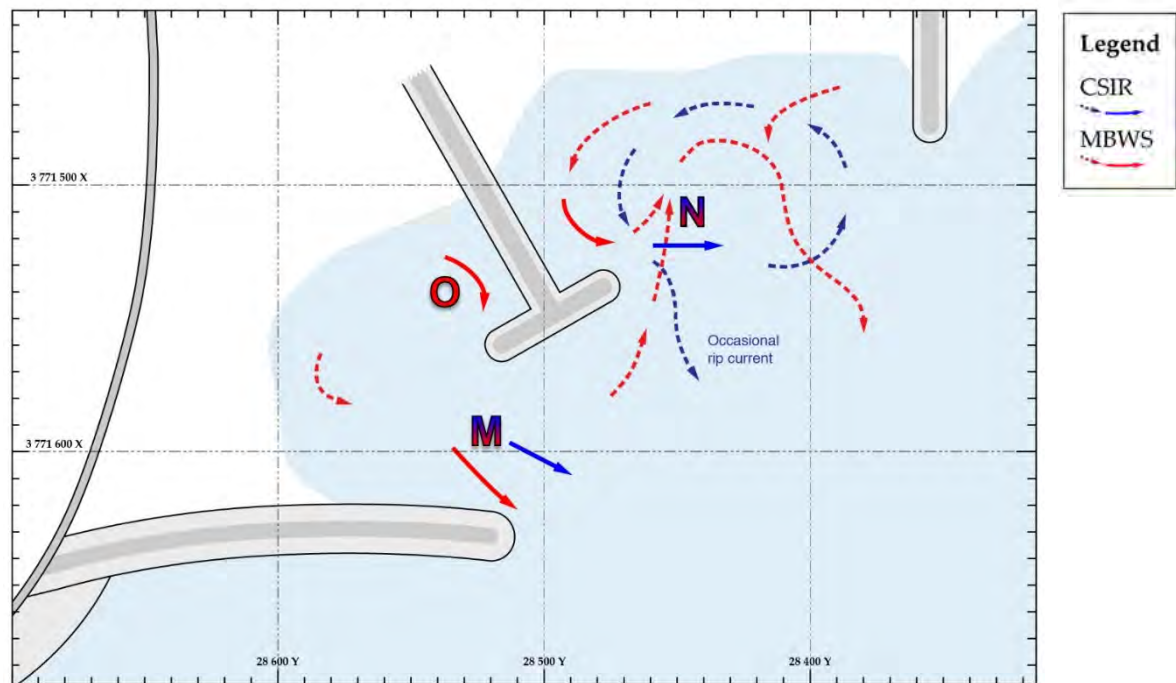 Legend
CSIR
MBWS
3 771 500 X
N
O
Occasional
rip current
M
3 771 600 X
28 600 Y
28 500 Y
28 400 Y